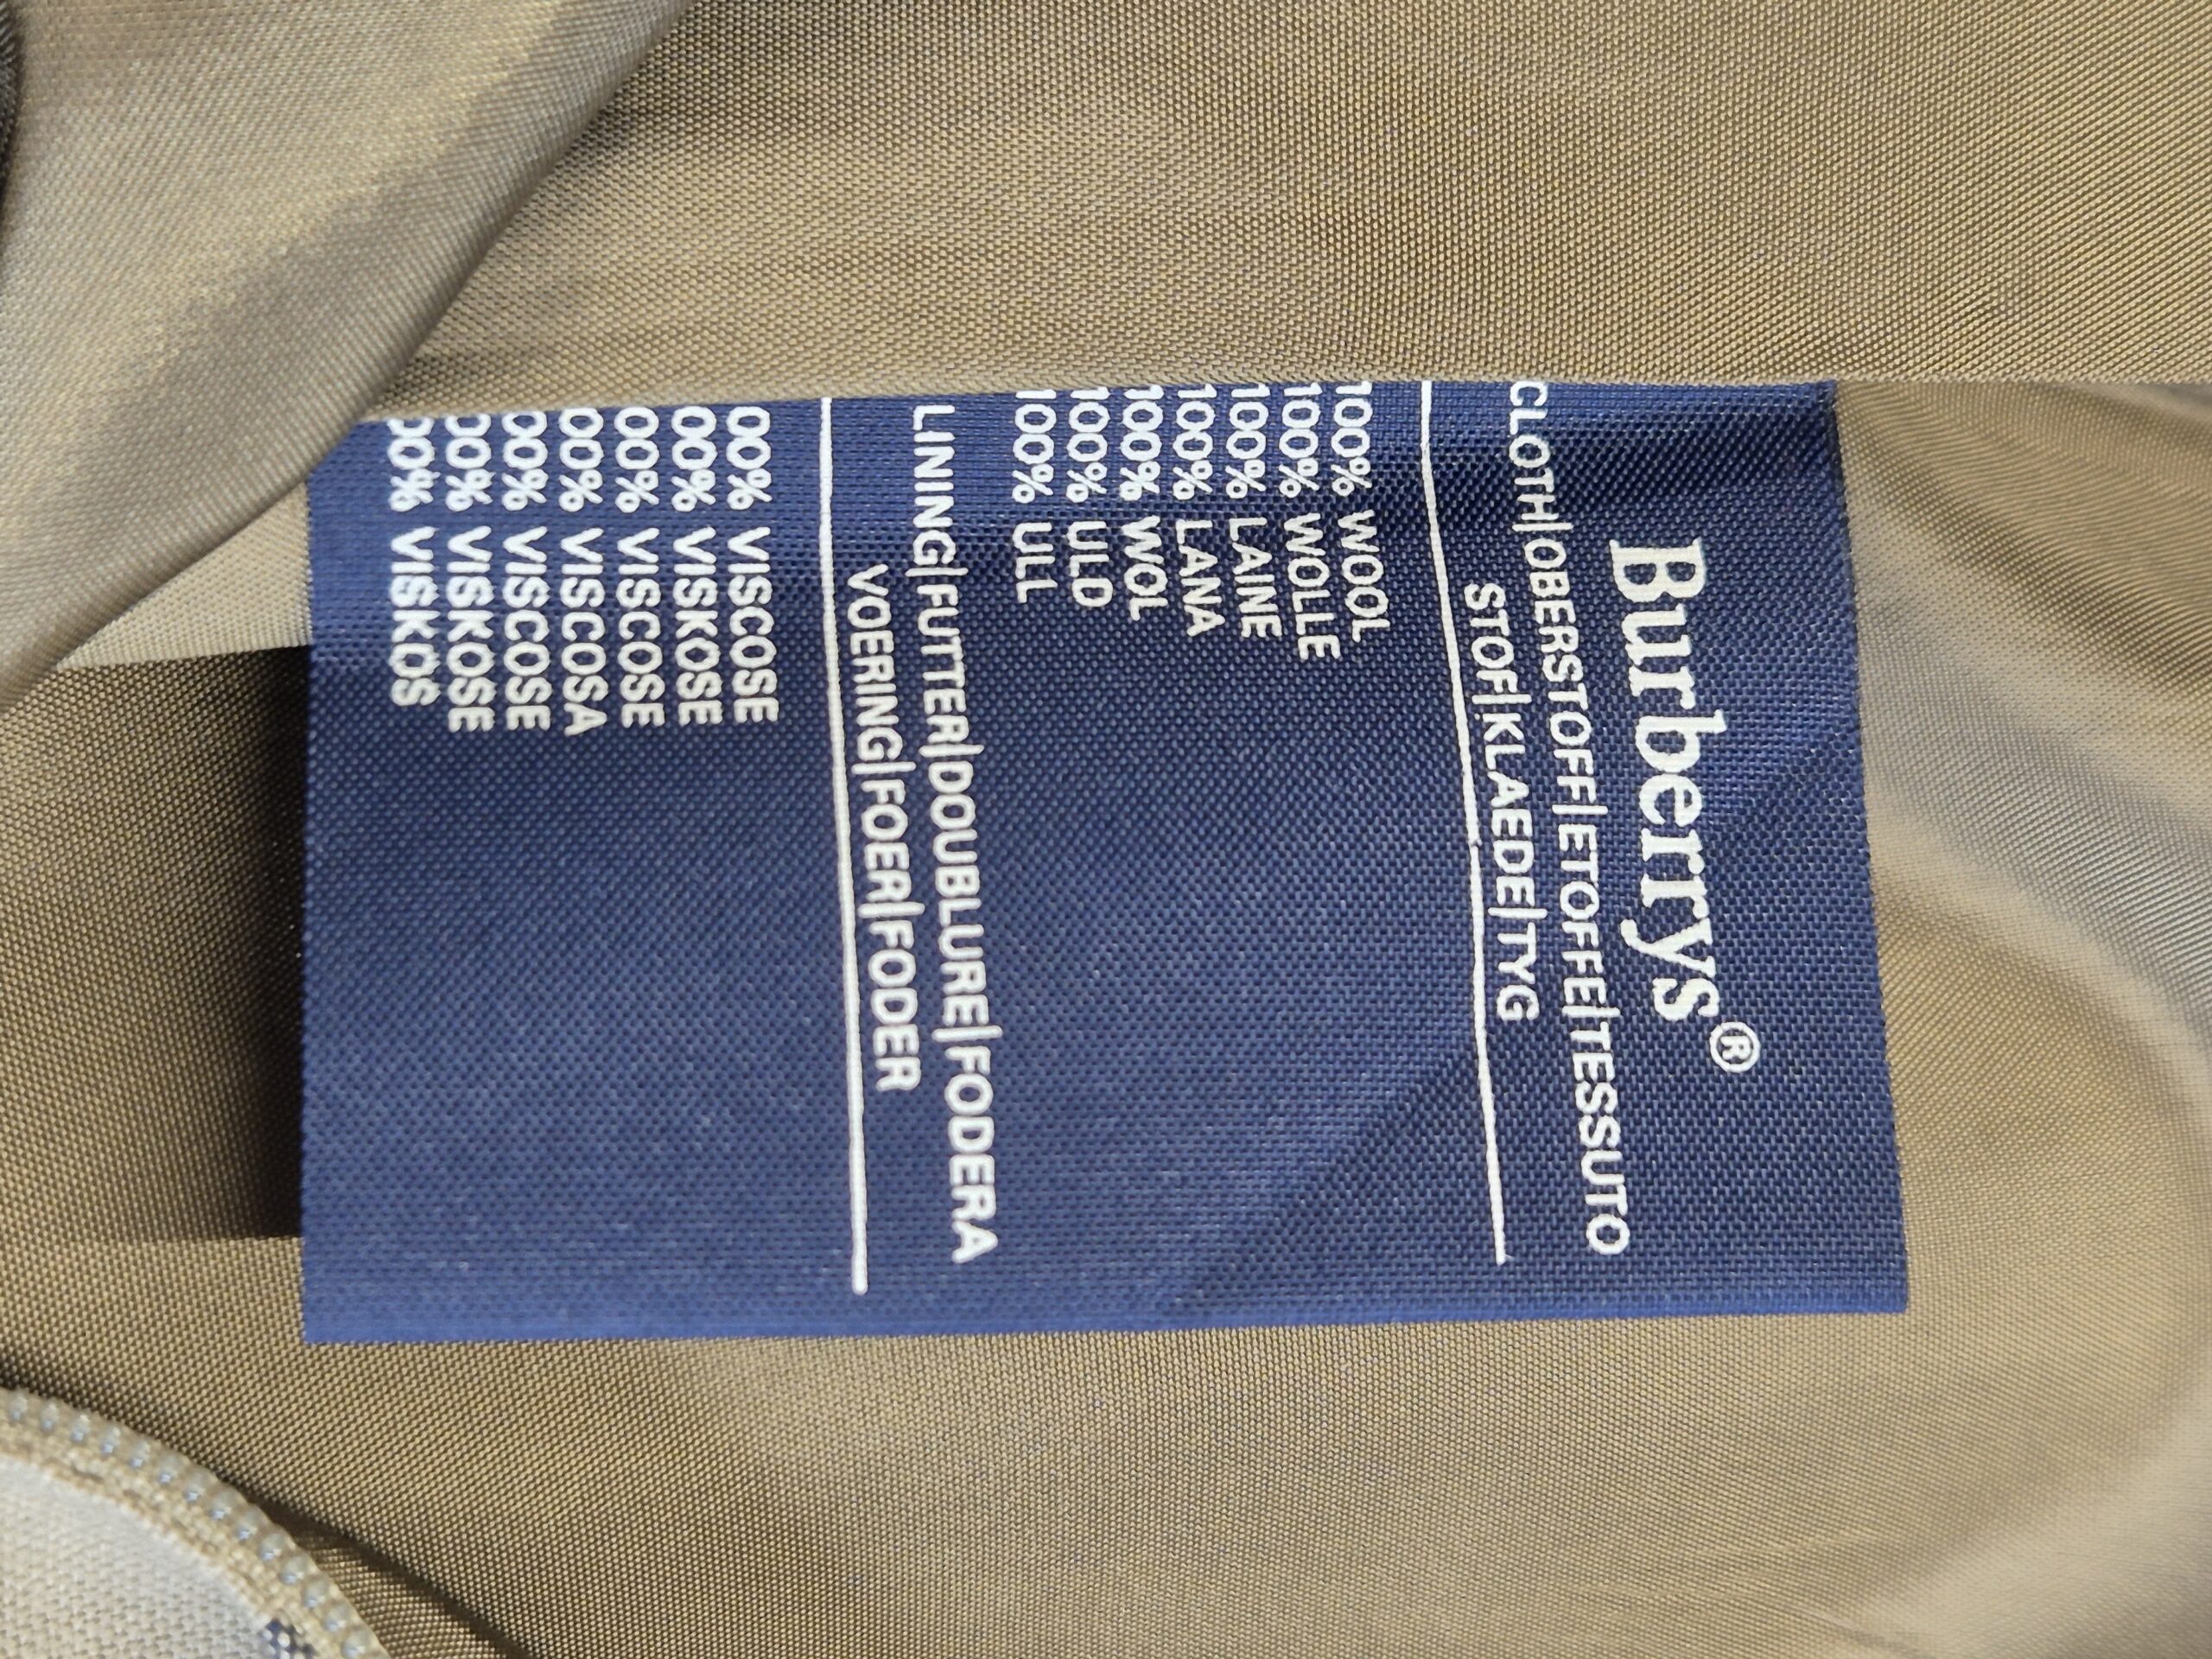 Burberrys®
CLOTH|OBERSTOFF|ETOFFE|TESSUTO
STOF|KLAEDE|TYG
100% WOOL
100% WOLLE
100% LAINE
100% LANA
100% WOL
100% ULD
100% ULL
LINING|FUTTER|DOUBLURE|FODERA
VOERING|FOER|FODER
00% VISCOSE
00% VISKOSE
00% VISCOSE
00% VISCOSA
00% VISCOSE
00% VISKOSE
00% VISKOS